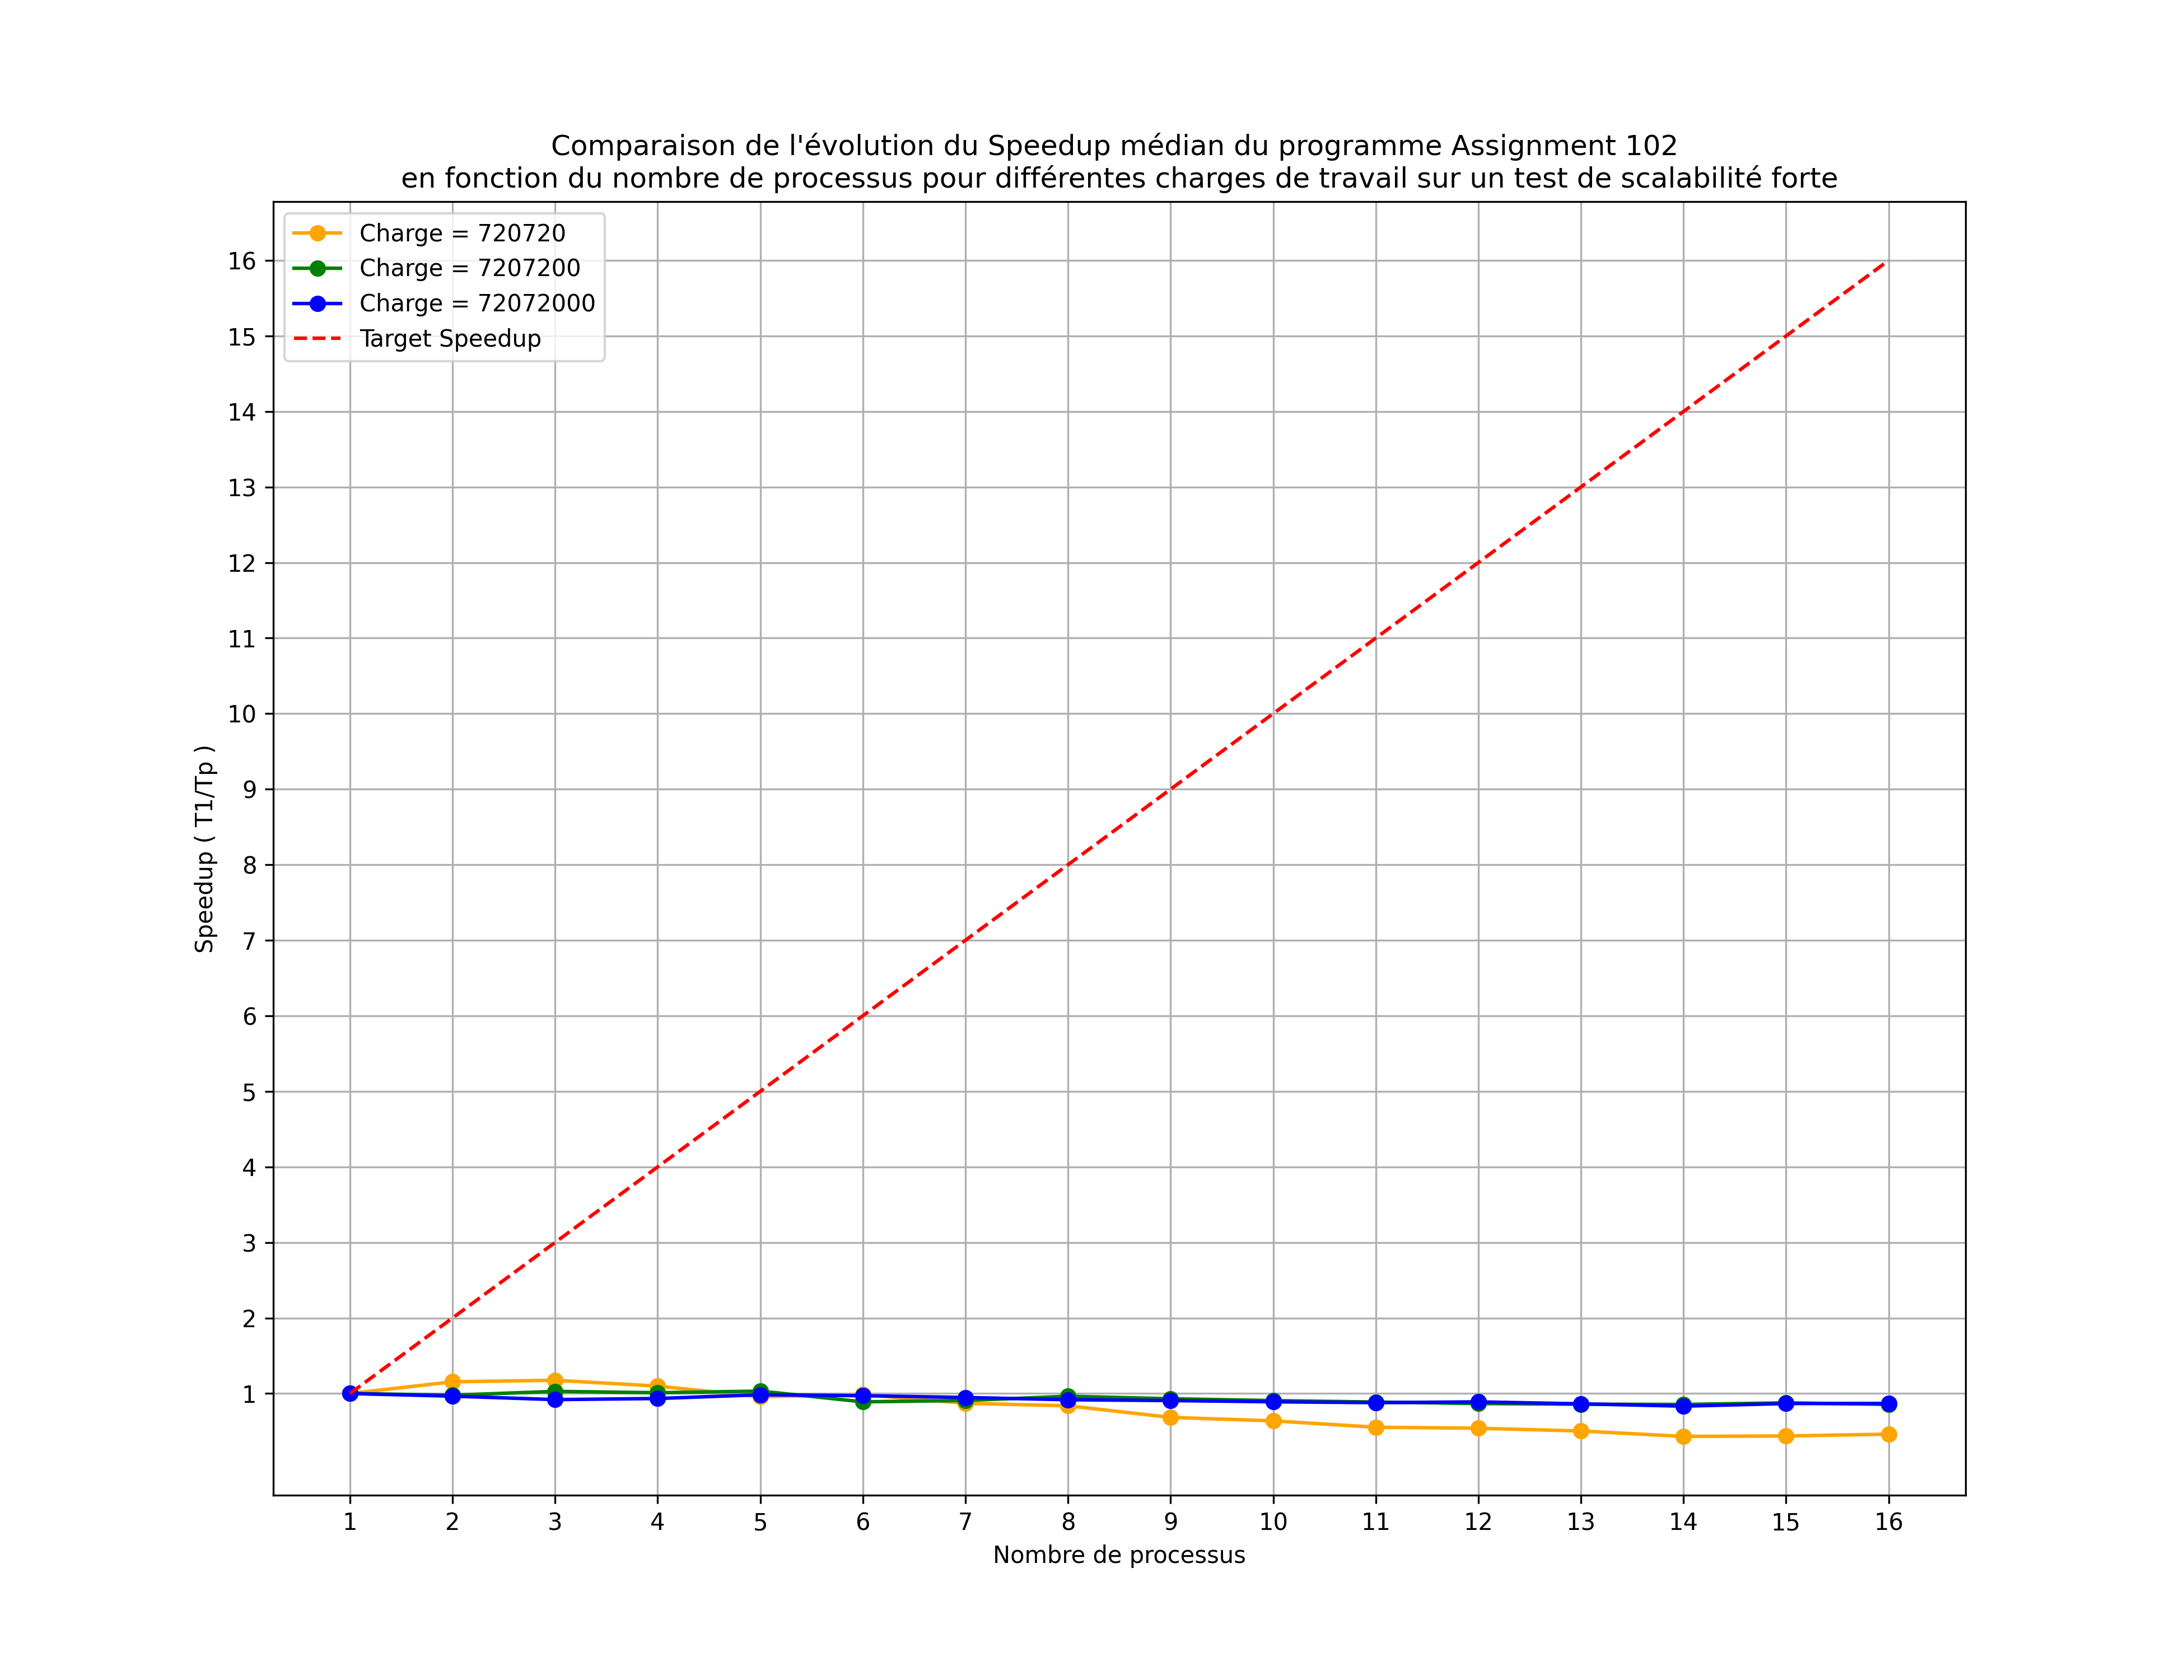 Comparaison de l'évolution du Speedup médian du programme Assignment 102
en fonction du nombre de processus pour différentes charges de travail sur un test de scalabilité forte
Charge = 720720
Charge = 7207200
Charge = 72072000
Target Speedup
16
15
14
13
12
11
10
9
8
7
6
5
4
3
2
1
Speedup ( T1/Tp )
1 2 3 4 5 6 7 8 9 10 11 12 13 14 15 16
Nombre de processus